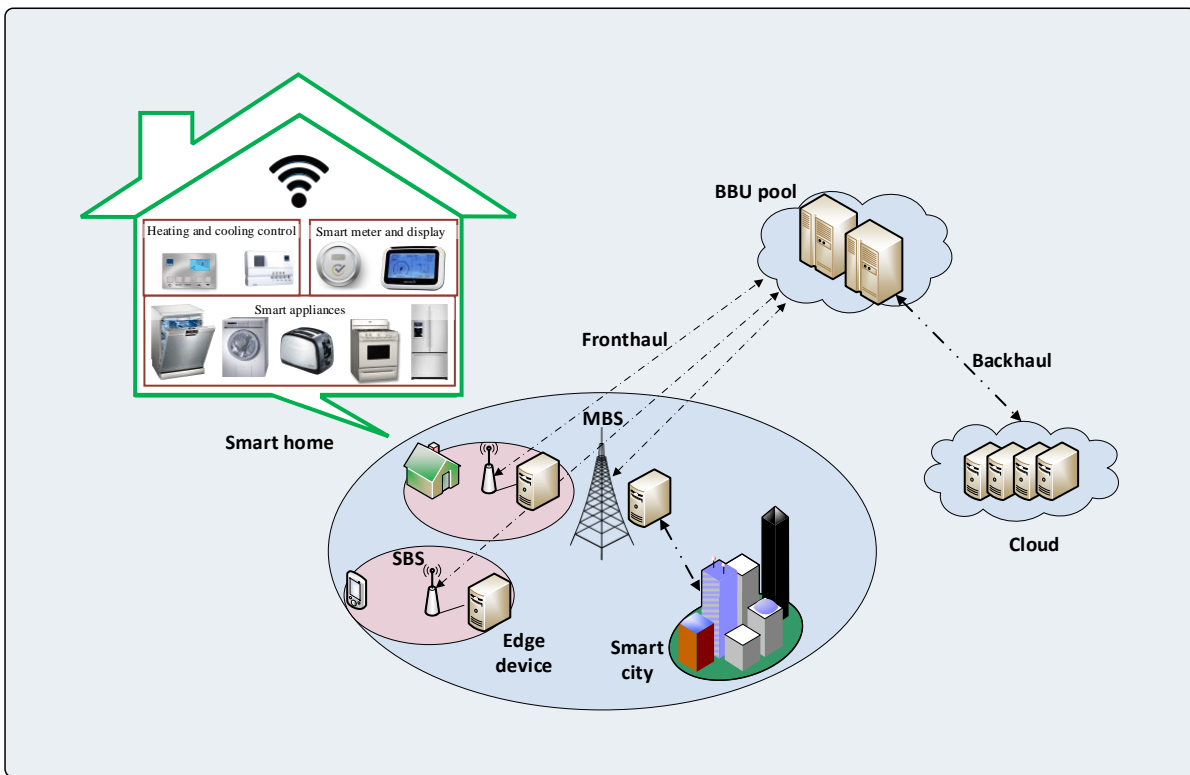 BBU pool
Heating and cooling control
Smart meter and display
Smart appliances
Fronthaul
Backhaul
MBS
Smart home
Cloud
SBS
Edge
device
Smart
city